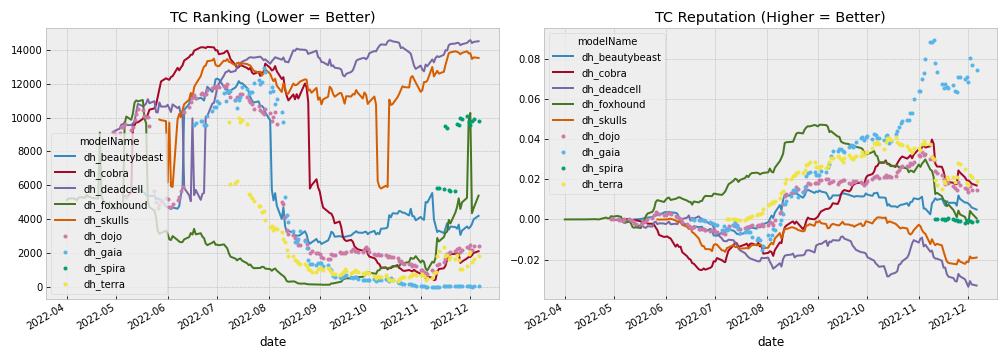 TC Ranking (Lower = Better)
14000
12000
10000
8000
6000
4000
2000
0
modelName
dh_beautybeast
dh_cobra
dh_deadcell
dh_foxhound
dh_skulls
dh_dojo
dh_gaia
dh_spira
dh_terra
2022-04
2022-05
2022-06
2022-07
2022-08
2022-09
2022-10
2022-11
2022-12
date
TC Reputation (Higher = Better)
0.08
0.06
0.04
0.02
0.00
−0.02
modelName
dh_beautybeast
dh_cobra
dh_deadcell
dh_foxhound
dh_skulls
dh_dojo
dh_gaia
dh_spira
dh_terra
2022-04
2022-05
2022-06
2022-07
2022-08
2022-09
2022-10
2022-11
2022-12
date